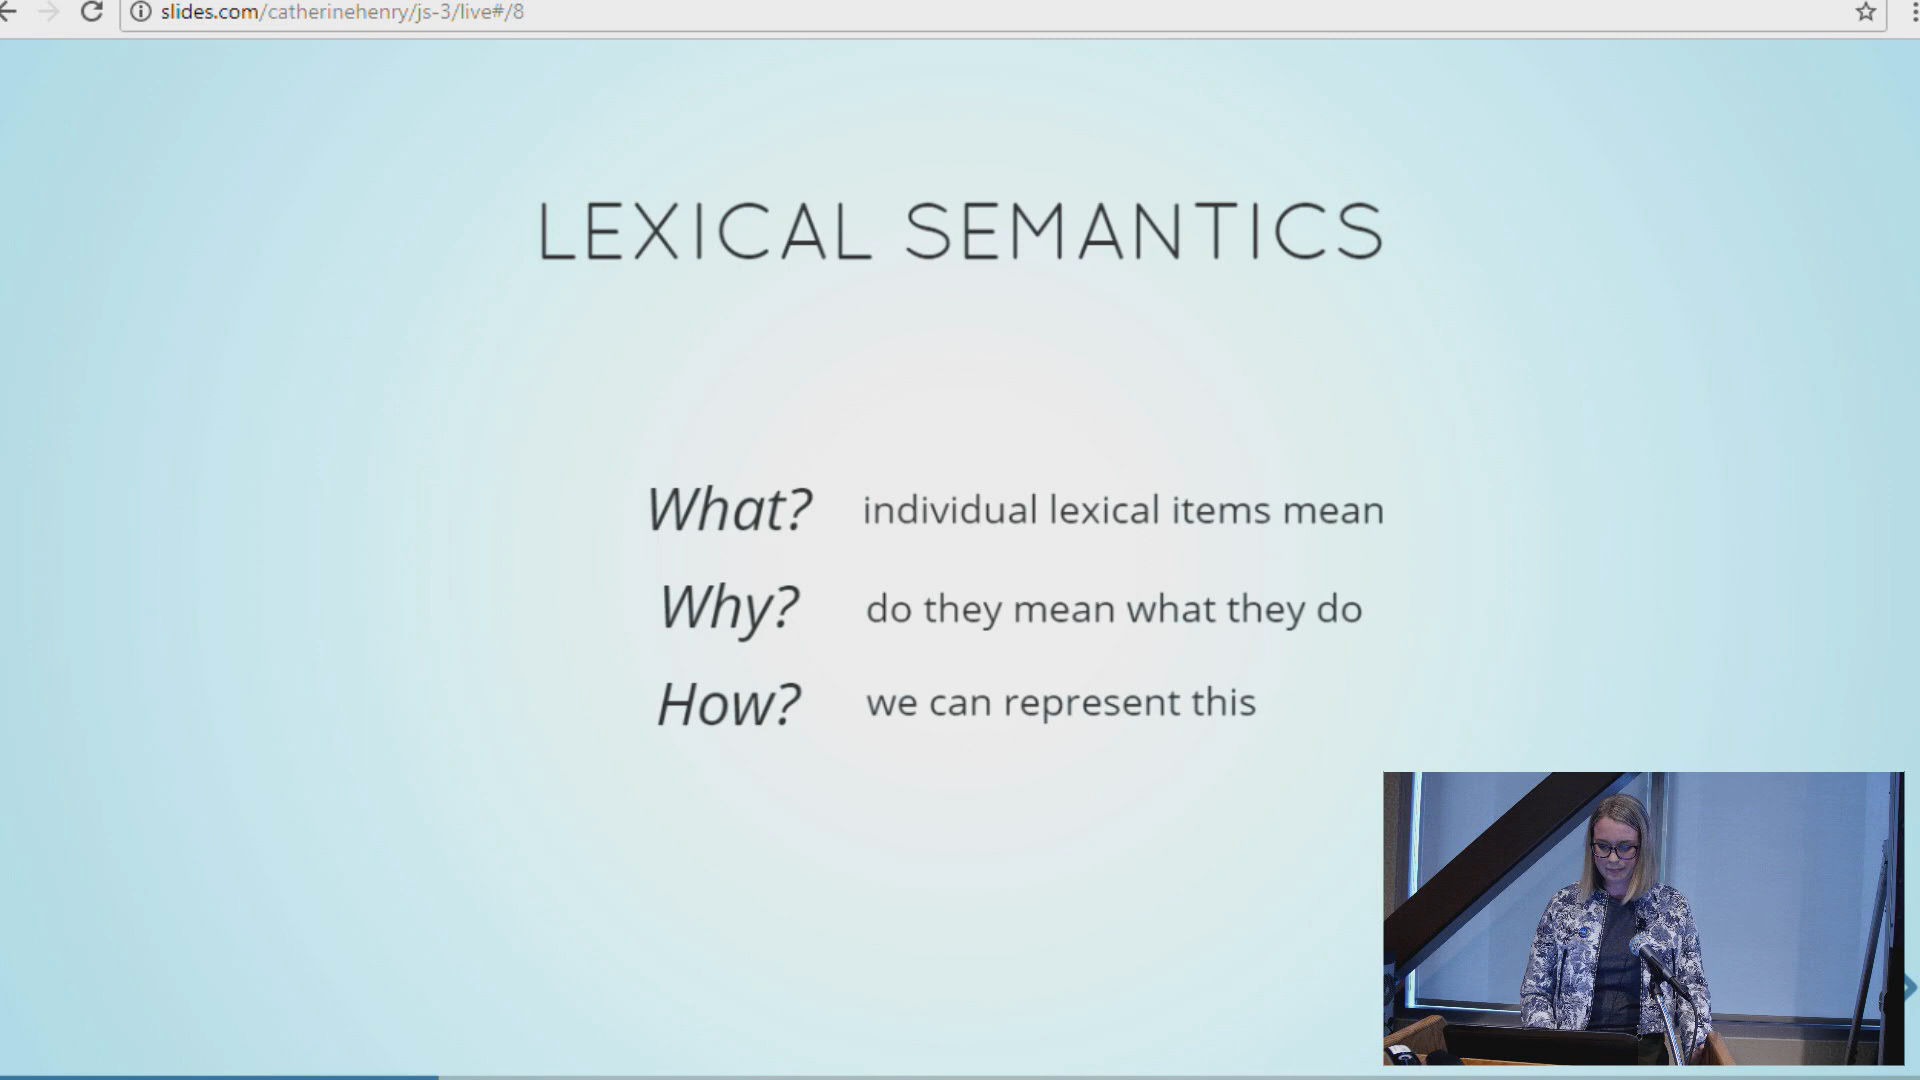 slides.com/catherinehenry/js-3/live#/8
LEXICAL SEMANTICS
What? individual lexical items mean
Why? do they mean what they do
How? we can represent this